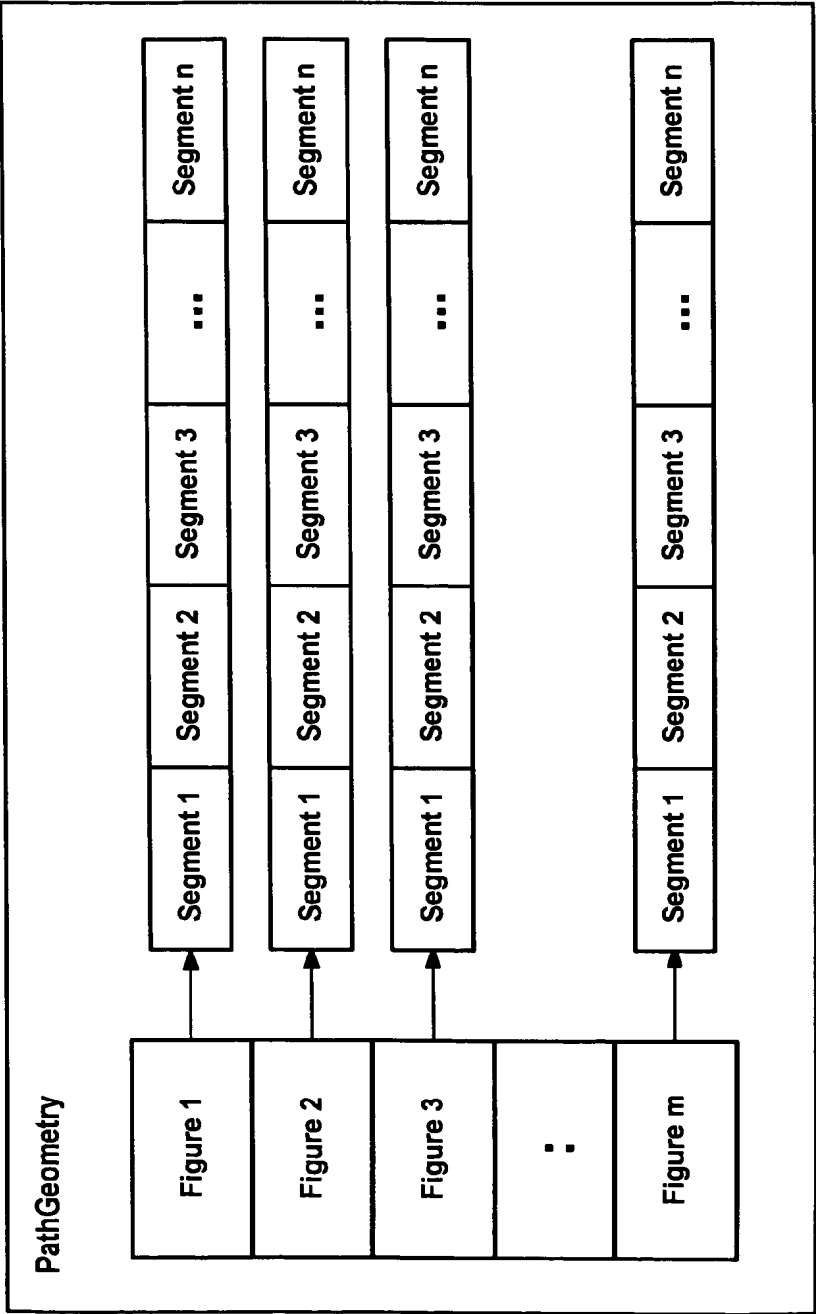 PathGeometry
Figure 1 Segment 1 Segment 2 Segment 3 ... Segment n
Figure 2 Segment 1 Segment 2 Segment 3 ... Segment n
Figure 3 Segment 1 Segment 2 Segment 3 ... Segment n
:
Figure m Segment 1 Segment 2 Segment 3 ... Segment n